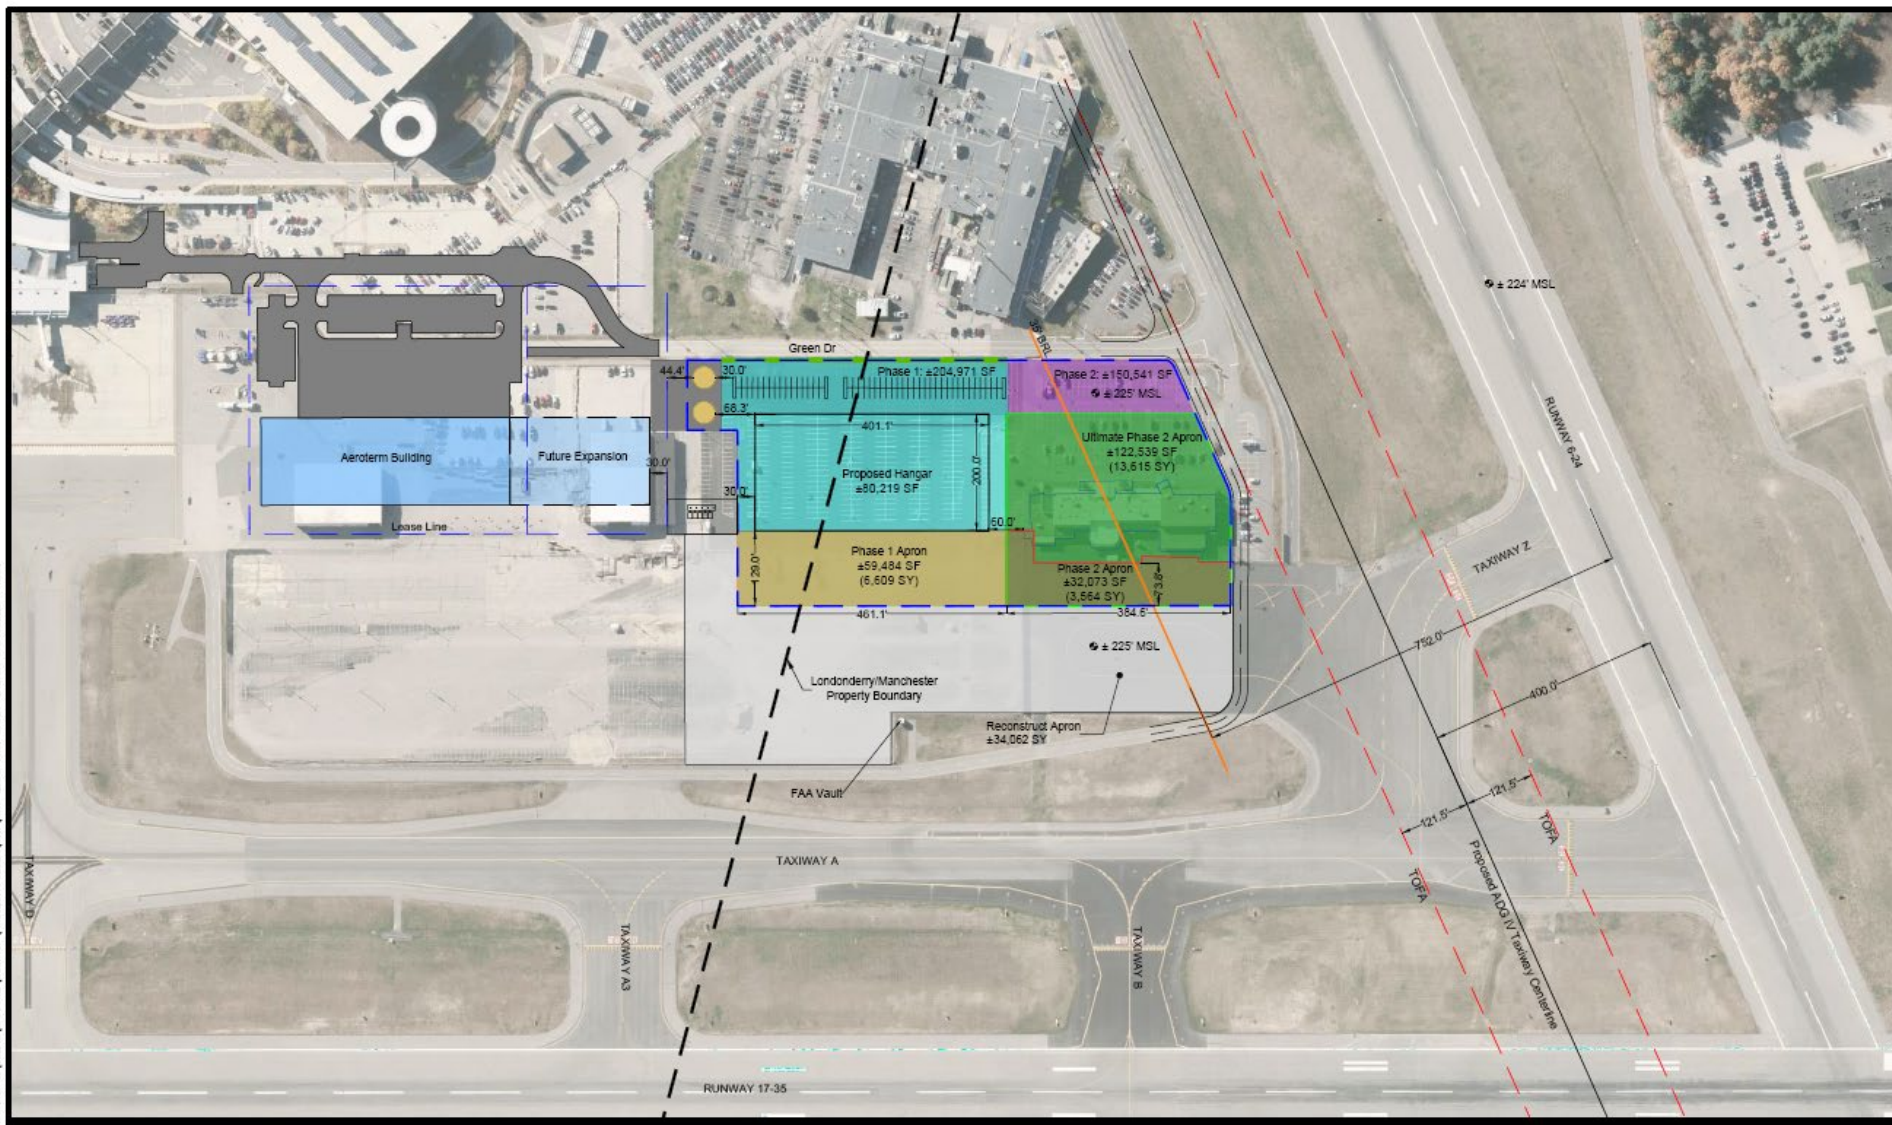 ± 224' MSL
35' BRL
Green Dr
44.4'
30.0'
Phase 1: ±204,971 SF
Phase 2: ±150,541 SF
± 225' MSL
68.3'
401.1'
RUNWAY 6-24
Aeroterm Building
Future Expansion
30.0'
Proposed Hangar
±80,219 SF
200.0'
Ultimate Phase 2 Apron
±122,539 SF
(13,615 SY)
30.0'
Lease Line
60.0'
29.0'
Phase 1 Apron
±59,484 SF
(6,609 SY)
Phase 2 Apron
±32,073 SF
(3,564 SY)
73.8'
TAXIWAY Z
461.1'
384.6'
± 225' MSL
752.0'
Londonderry/Manchester
Property Boundary
400.0'
Reconstruct Apron
±34,062 SY
FAA Vault
121.5'
121.5'
TOFA
TOFA
TAXIWAY A
TAXIWAY D
Proposed ADG IV Taxiway Centerline
TAXIWAY A3
TAXIWAY B
RUNWAY 17-35